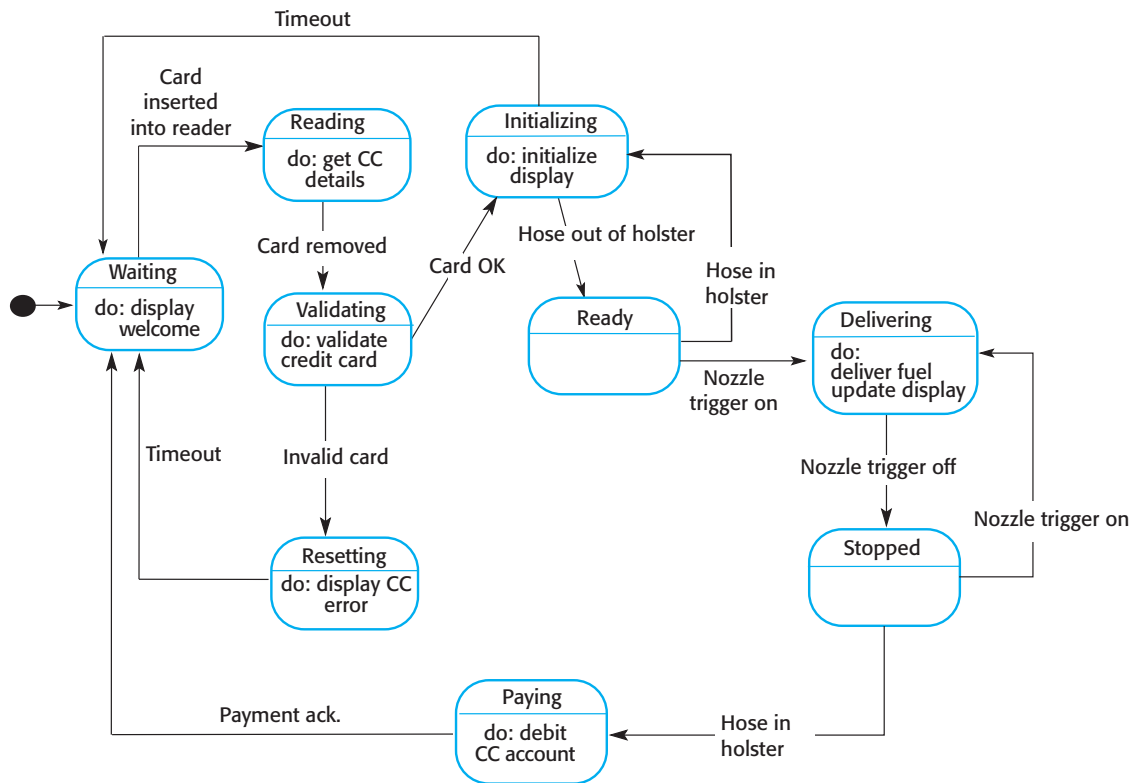 Timeout
Card
inserted
into reader
Reading
do: get CC
details
Initializing
do: initialize
display
Card removed
Card OK
Hose out of holster
Hose in
holster
Waiting
do: display
welcome
Validating
do: validate
credit card
Ready
Nozzle
trigger on
Delivering
do:
deliver fuel
update display
Timeout
Invalid card
Nozzle trigger off
Nozzle trigger on
Resetting
do: display CC
error
Stopped
Payment ack.
Paying
do: debit
CC account
Hose in
holster